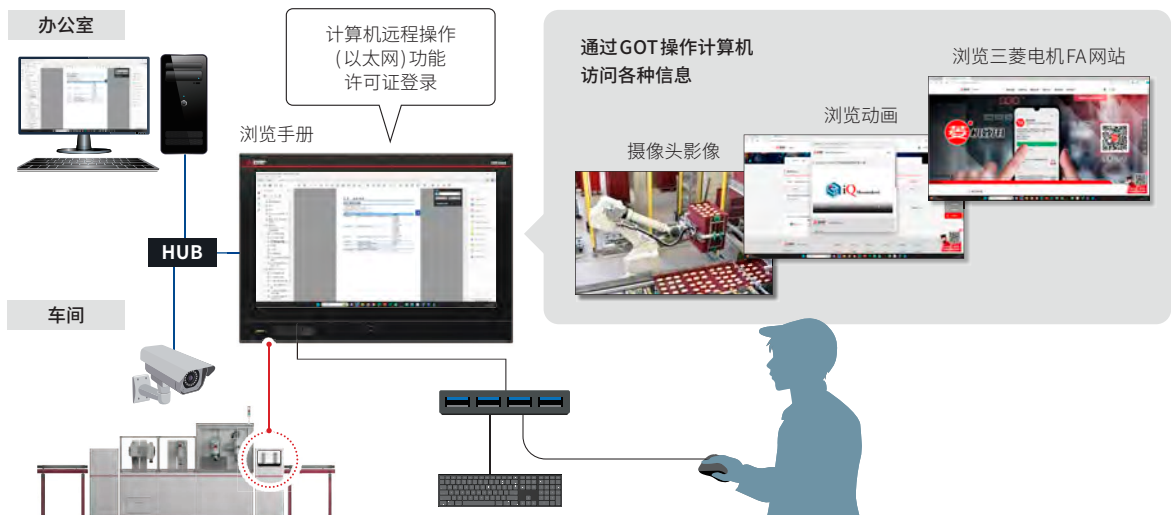 办公室
计算机远程操作
(以太网)功能
许可证登录
浏览手册
HUB
车间
通过GOT操作计算机
访问各种信息
摄像头影像
浏览动画
浏览三菱电机FA网站
iQ